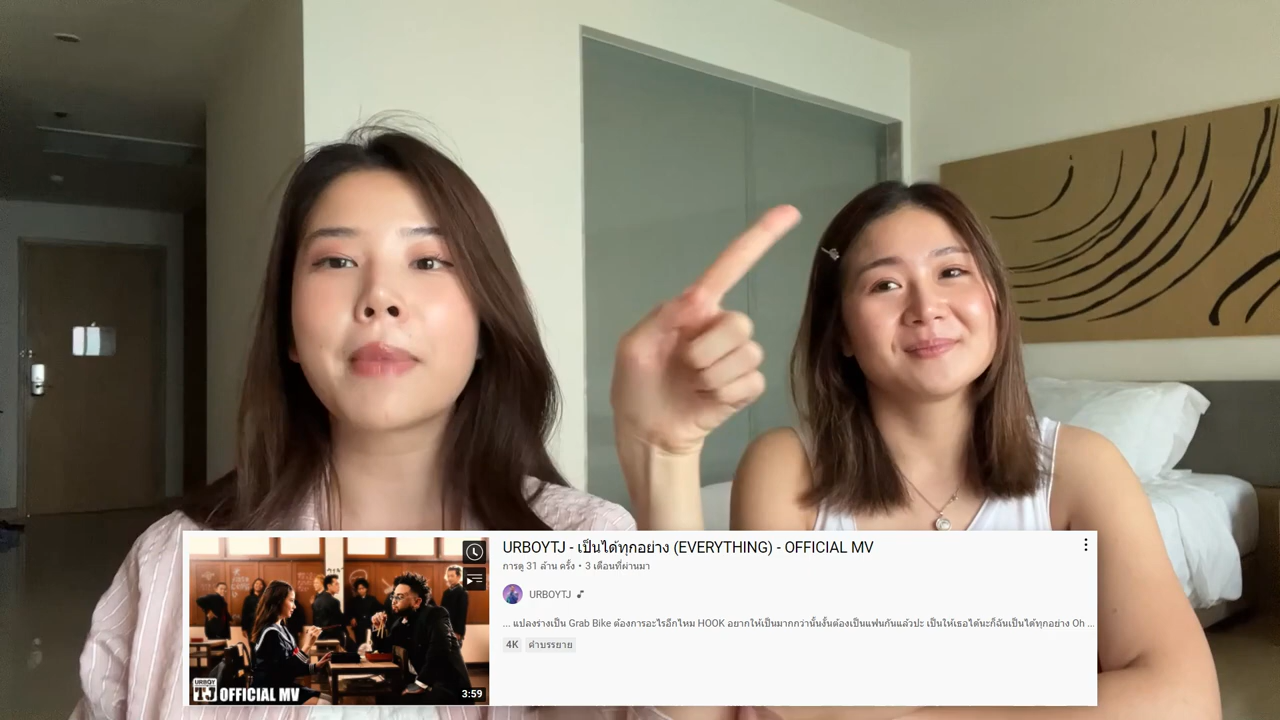 URBOYTJ - เป็นได้ทุกอย่าง (EVERYTHING) - OFFICIAL MV
การดู 31 ล้าน ครั้ง • 3 เดือนที่ผ่านมา
URBOYTJ
... แปลงร่างเป็น Grab Bike ต้องการอะไรอีกไหม HOOK อยากให้เป็นมากกว่านั้นงั้นต้องเป็นแฟนกันแล้วปะ เป็นให้เธอได้นะก็ฉันเป็นได้ทุกอย่าง Oh ...
4K คำบรรยาย
URBOY
TJ OFFICIAL MV
3:59